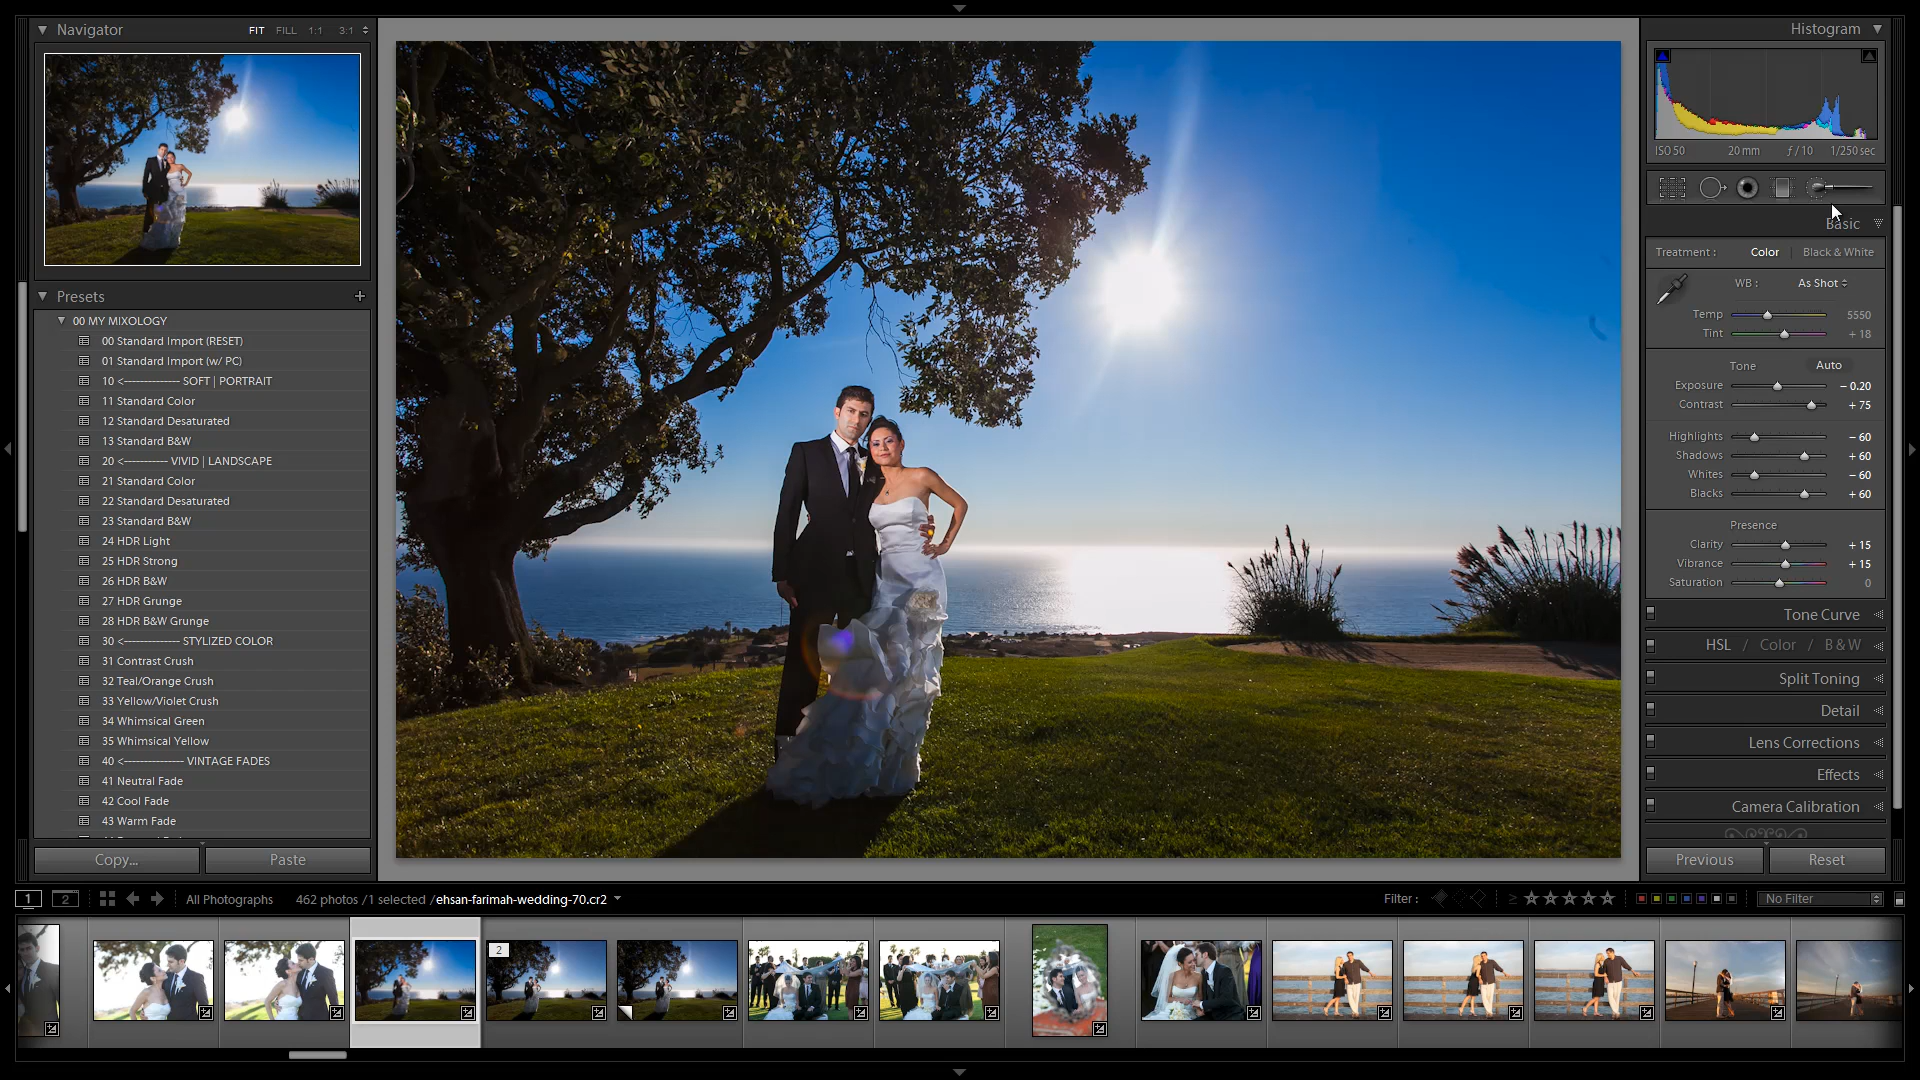 Navigator
FIT FILL 1:1 3:1
Presets +
00 MY MIXOLOGY
00 Standard Import (RESET)
01 Standard Import (w/ PC)
10 <-------------- SOFT | PORTRAIT
11 Standard Color
12 Standard Desaturated
13 Standard B&W
20 <----------- VIVID | LANDSCAPE
21 Standard Color
22 Standard Desaturated
23 Standard B&W
24 HDR Light
25 HDR Strong
26 HDR B&W
27 HDR Grunge
28 HDR B&W Grunge
30 <-------------- STYLIZED COLOR
31 Contrast Crush
32 Teal/Orange Crush
33 Yellow/Violet Crush
34 Whimsical Green
35 Whimsical Yellow
40 <--------------- VINTAGE FADES
41 Neutral Fade
42 Cool Fade
43 Warm Fade
Copy... Paste
Histogram
ISO 50 20 mm ƒ / 10 1/250 sec
Basic
Treatment : Color | Black & White
WB : As Shot
Temp 5550
Tint + 18
Tone Auto
Exposure − 0.20
Contrast + 75
Highlights − 60
Shadows + 60
Whites − 60
Blacks + 60
Presence
Clarity + 15
Vibrance + 15
Saturation 0
Tone Curve
HSL / Color / B & W
Split Toning
Detail
Lens Corrections
Effects
Camera Calibration
Previous Reset
1 2 All Photographs 462 photos /1 selected /ehsan-farimah-wedding-70.cr2 Filter : ≥ No Filter
2